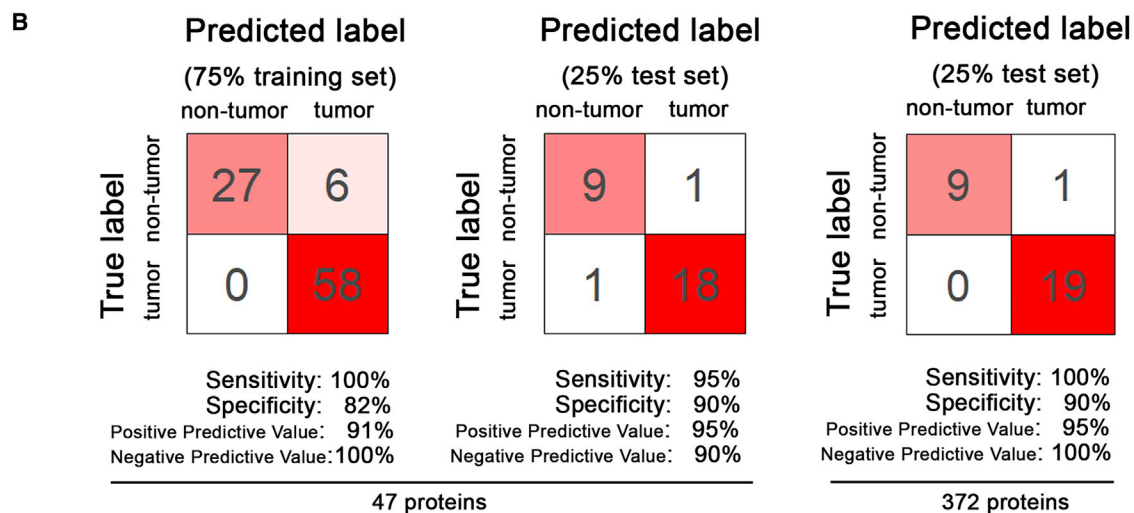 B
Predicted label
(75% training set)
non-tumor tumor
True label
non-tumor
tumor
27 6
0 58
Sensitivity: 100%
Specificity: 82%
Positive Predictive Value: 91%
Negative Predictive Value: 100%
Predicted label
(25% test set)
non-tumor tumor
True label
non-tumor
tumor
9 1
1 18
Sensitivity: 95%
Specificity: 90%
Positive Predictive Value: 95%
Negative Predictive Value: 90%
47 proteins
Predicted label
(25% test set)
non-tumor tumor
True label
non-tumor
tumor
9 1
0 19
Sensitivity: 100%
Specificity: 90%
Positive Predictive Value: 95%
Negative Predictive Value: 100%
372 proteins